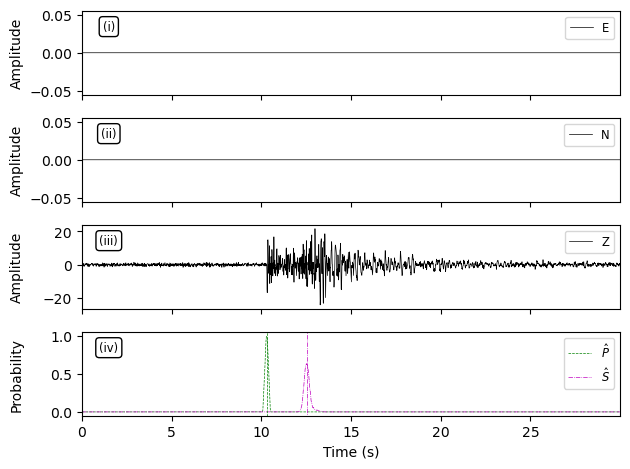 Amplitude
0.05
0.00
−0.05
(i)
E
Amplitude
0.05
0.00
−0.05
(ii)
N
Amplitude
20
0
−20
(iii)
Z
Probability
1.0
0.5
0.0
(iv)
P̂
Ŝ
0 5 10 15 20 25
Time (s)